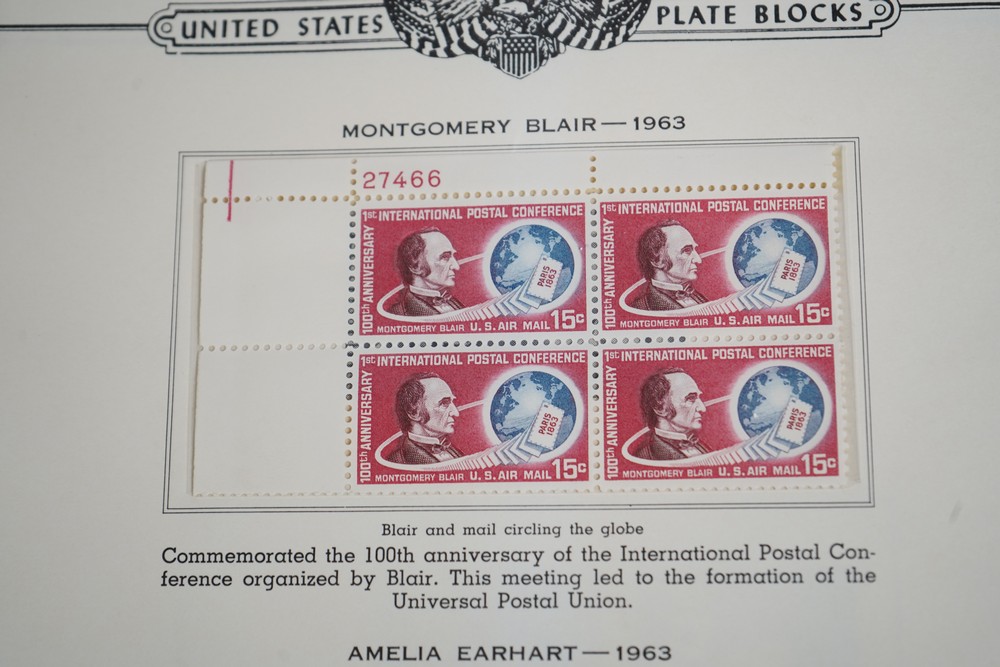 UNITED STATES
PLATE BLOCKS
MONTGOMERY BLAIR—1963
27466
1st INTERNATIONAL POSTAL CONFERENCE
100th ANNIVERSARY
PARIS
1863
MONTGOMERY BLAIR U.S. AIR MAIL 15c
1st INTERNATIONAL POSTAL CONFERENCE
100th ANNIVERSARY
PARIS
1863
MONTGOMERY BLAIR U.S. AIR MAIL 15c
1st INTERNATIONAL POSTAL CONFERENCE
100th ANNIVERSARY
PARIS
1863
MONTGOMERY BLAIR U.S. AIR MAIL 15c
1st INTERNATIONAL POSTAL CONFERENCE
100th ANNIVERSARY
PARIS
1863
MONTGOMERY BLAIR U.S. AIR MAIL 15c
Blair and mail circling the globe
Commemorated the 100th anniversary of the International Postal Con-
ference organized by Blair. This meeting led to the formation of the
Universal Postal Union.
AMELIA EARHART—1963